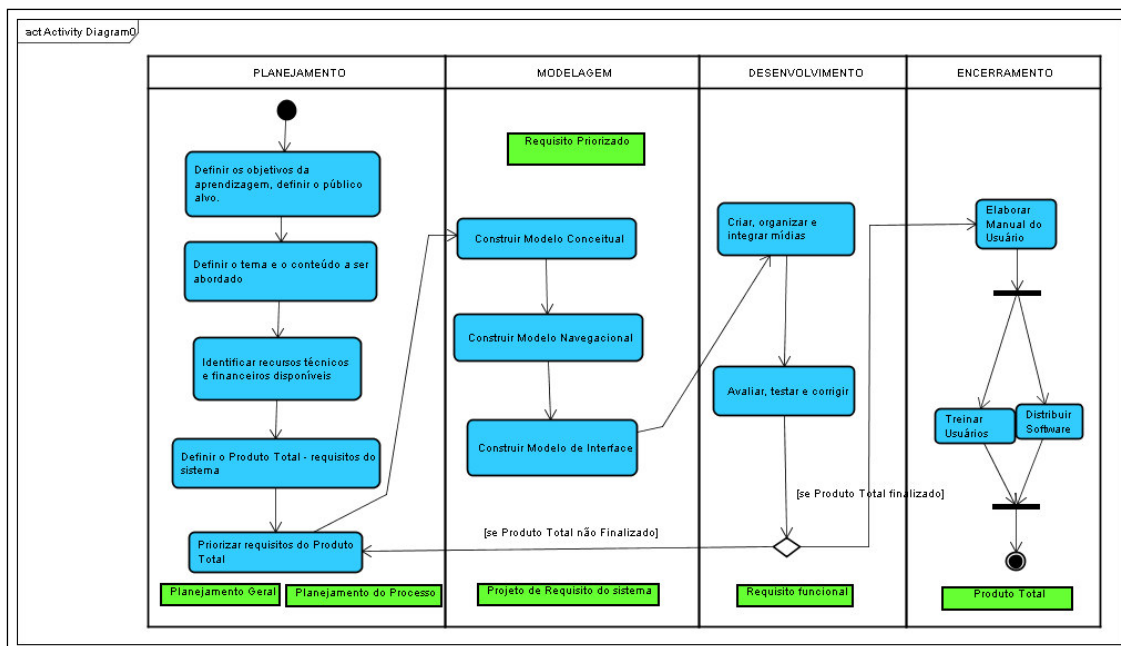 act Activity Diagram0
PLANEJAMENTO
MODELAGEM
DESENVOLVIMENTO
ENCERRAMENTO
Definir os objetivos da
aprendizagem, definir o público
alvo.
Definir o tema e o conteúdo a ser
abordado
Identificar recursos técnicos
e financeiros disponíveis
Definir o Produto Total - requisitos do
sistema
Priorizar requisitos do Produto
Total
Planejamento Geral
Planejamento do Processo
Requisito Priorizado
Construir Modelo Conceitual
Construir Modelo Navegacional
Construir Modelo de Interface
[se Produto Total não Finalizado]
Projeto de Requisito do sistema
Criar, organizar e
integrar mídias
Avaliar, testar e corrigir
[se Produto Total finalizado]
Requisito funcional
Elaborar
Manual do
Usuário
Treinar
Usuários
Distribuir
Software
Produto Total